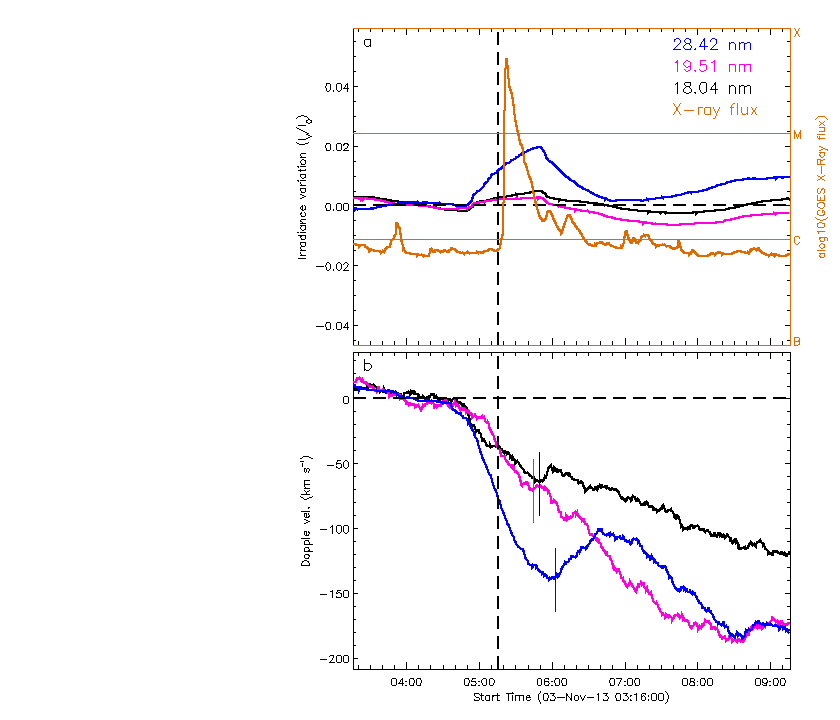 a
28.42 nm
19.51 nm
18.04 nm
X-ray flux
X
M
C
B
0.04
0.02
0.00
-0.02
-0.04
Irradiance variation (Iᵥ/I₀)
alog10(GOES X-Ray flux)
b
0
-50
-100
-150
-200
Dopple vel. (km s⁻¹)
04:00 05:00 06:00 07:00 08:00 09:00
Start Time (03-Nov-13 03:16:00)